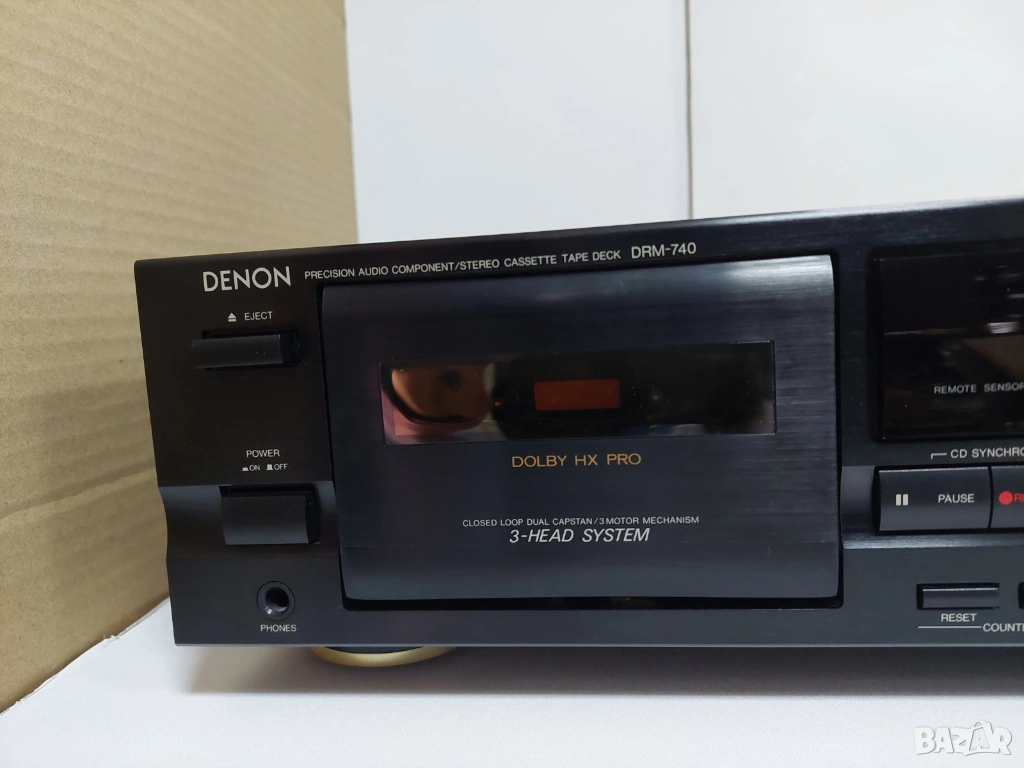 DENON PRECISION AUDIO COMPONENT/STEREO CASSETTE TAPE DECK DRM-740
EJECT
REMOTE SENSOR
DOLBY HX PRO
POWER
ON OFF
CD SYNCHRO
PAUSE
CLOSED LOOP DUAL CAPSTAN/3 MOTOR MECHANISM
3-HEAD SYSTEM
PHONES
RESET
BAZAR